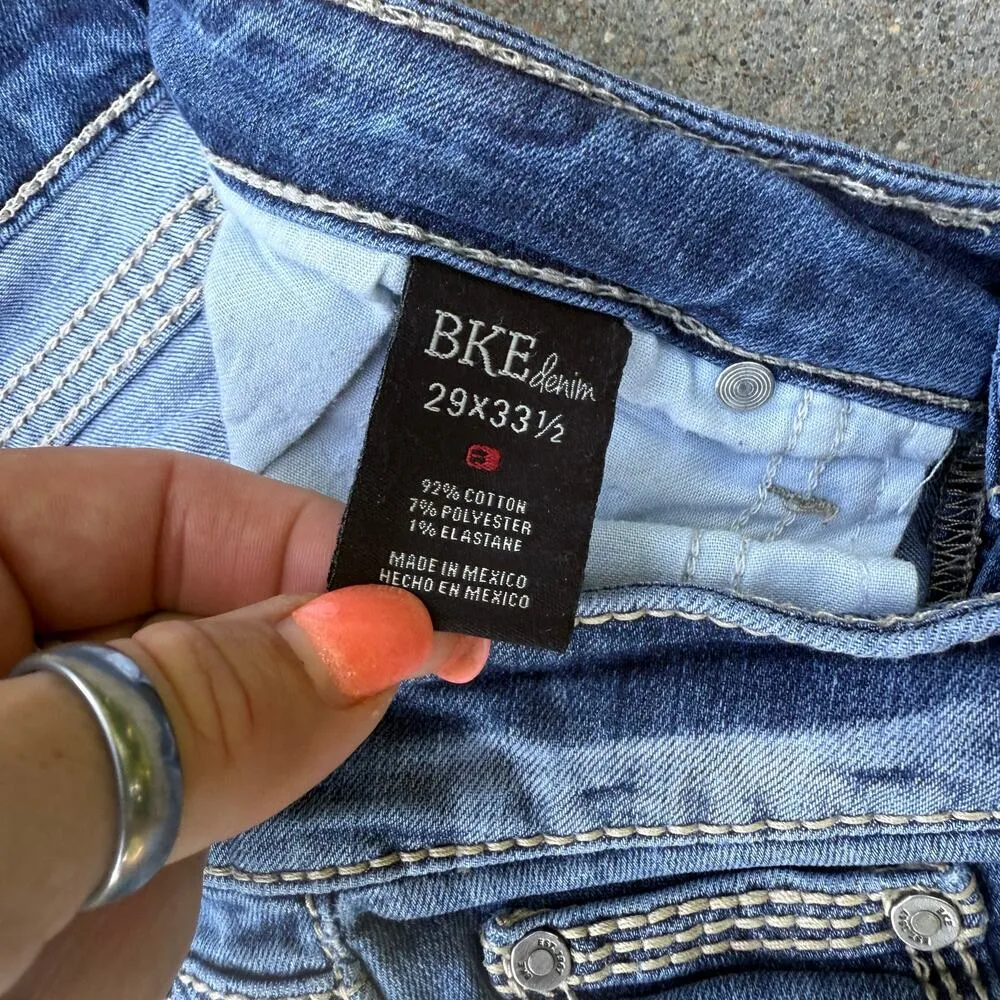 BKE denim
29X33½
B
92% COTTON
7% POLYESTER
1% ELASTANE
MADE IN MEXICO
HECHO EN MEXICO